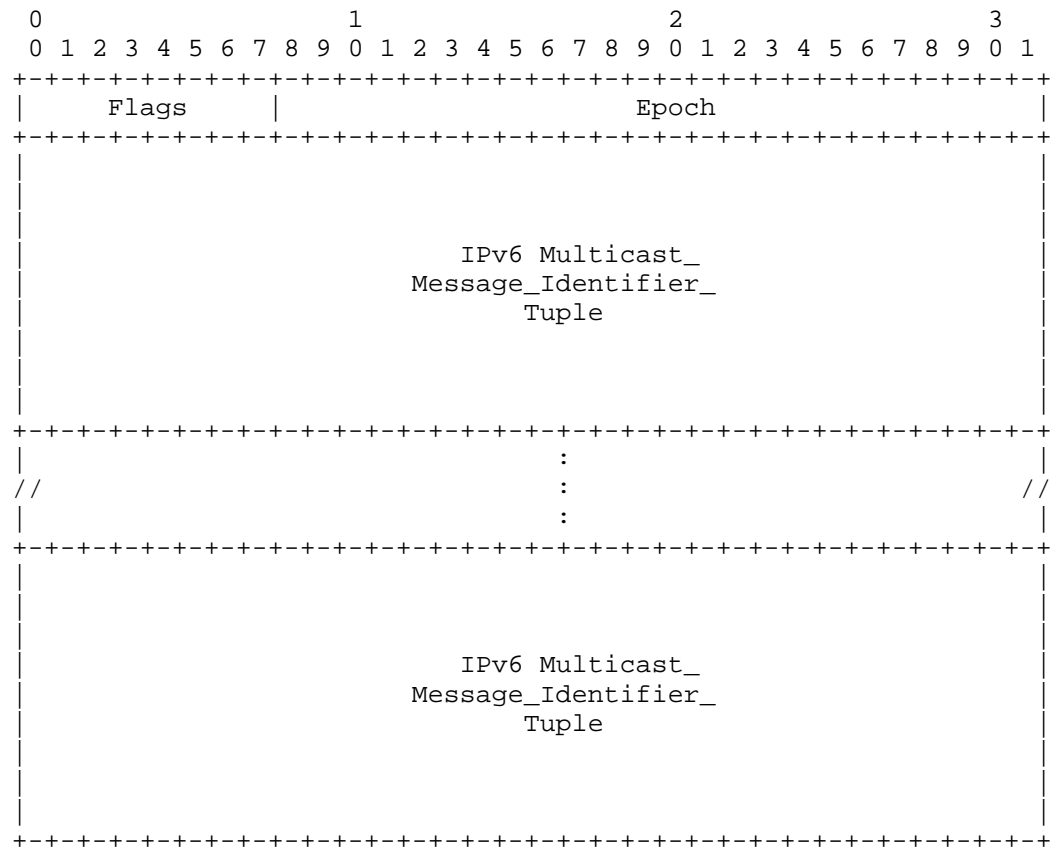 0                   1                   2                   3
 0 1 2 3 4 5 6 7 8 9 0 1 2 3 4 5 6 7 8 9 0 1 2 3 4 5 6 7 8 9 0 1
+-+-+-+-+-+-+-+-+-+-+-+-+-+-+-+-+-+-+-+-+-+-+-+-+-+-+-+-+-+-+-+-+
|     Flags     |                      Epoch                    |
+-+-+-+-+-+-+-+-+-+-+-+-+-+-+-+-+-+-+-+-+-+-+-+-+-+-+-+-+-+-+-+-+
|                                                               |
|                                                               |
|                                                               |
|                           IPv6 Multicast_                     |
|                        Message_Identifier_                    |
|                               Tuple                           |
|                                                               |
|                                                               |
|                                                               |
+-+-+-+-+-+-+-+-+-+-+-+-+-+-+-+-+-+-+-+-+-+-+-+-+-+-+-+-+-+-+-+-+
|                                 :                             |
//                                :                            //
|                                 :                             |
+-+-+-+-+-+-+-+-+-+-+-+-+-+-+-+-+-+-+-+-+-+-+-+-+-+-+-+-+-+-+-+-+
|                                                               |
|                                                               |
|                                                               |
|                           IPv6 Multicast_                     |
|                        Message_Identifier_                    |
|                               Tuple                           |
|                                                               |
|                                                               |
|                                                               |
+-+-+-+-+-+-+-+-+-+-+-+-+-+-+-+-+-+-+-+-+-+-+-+-+-+-+-+-+-+-+-+-+